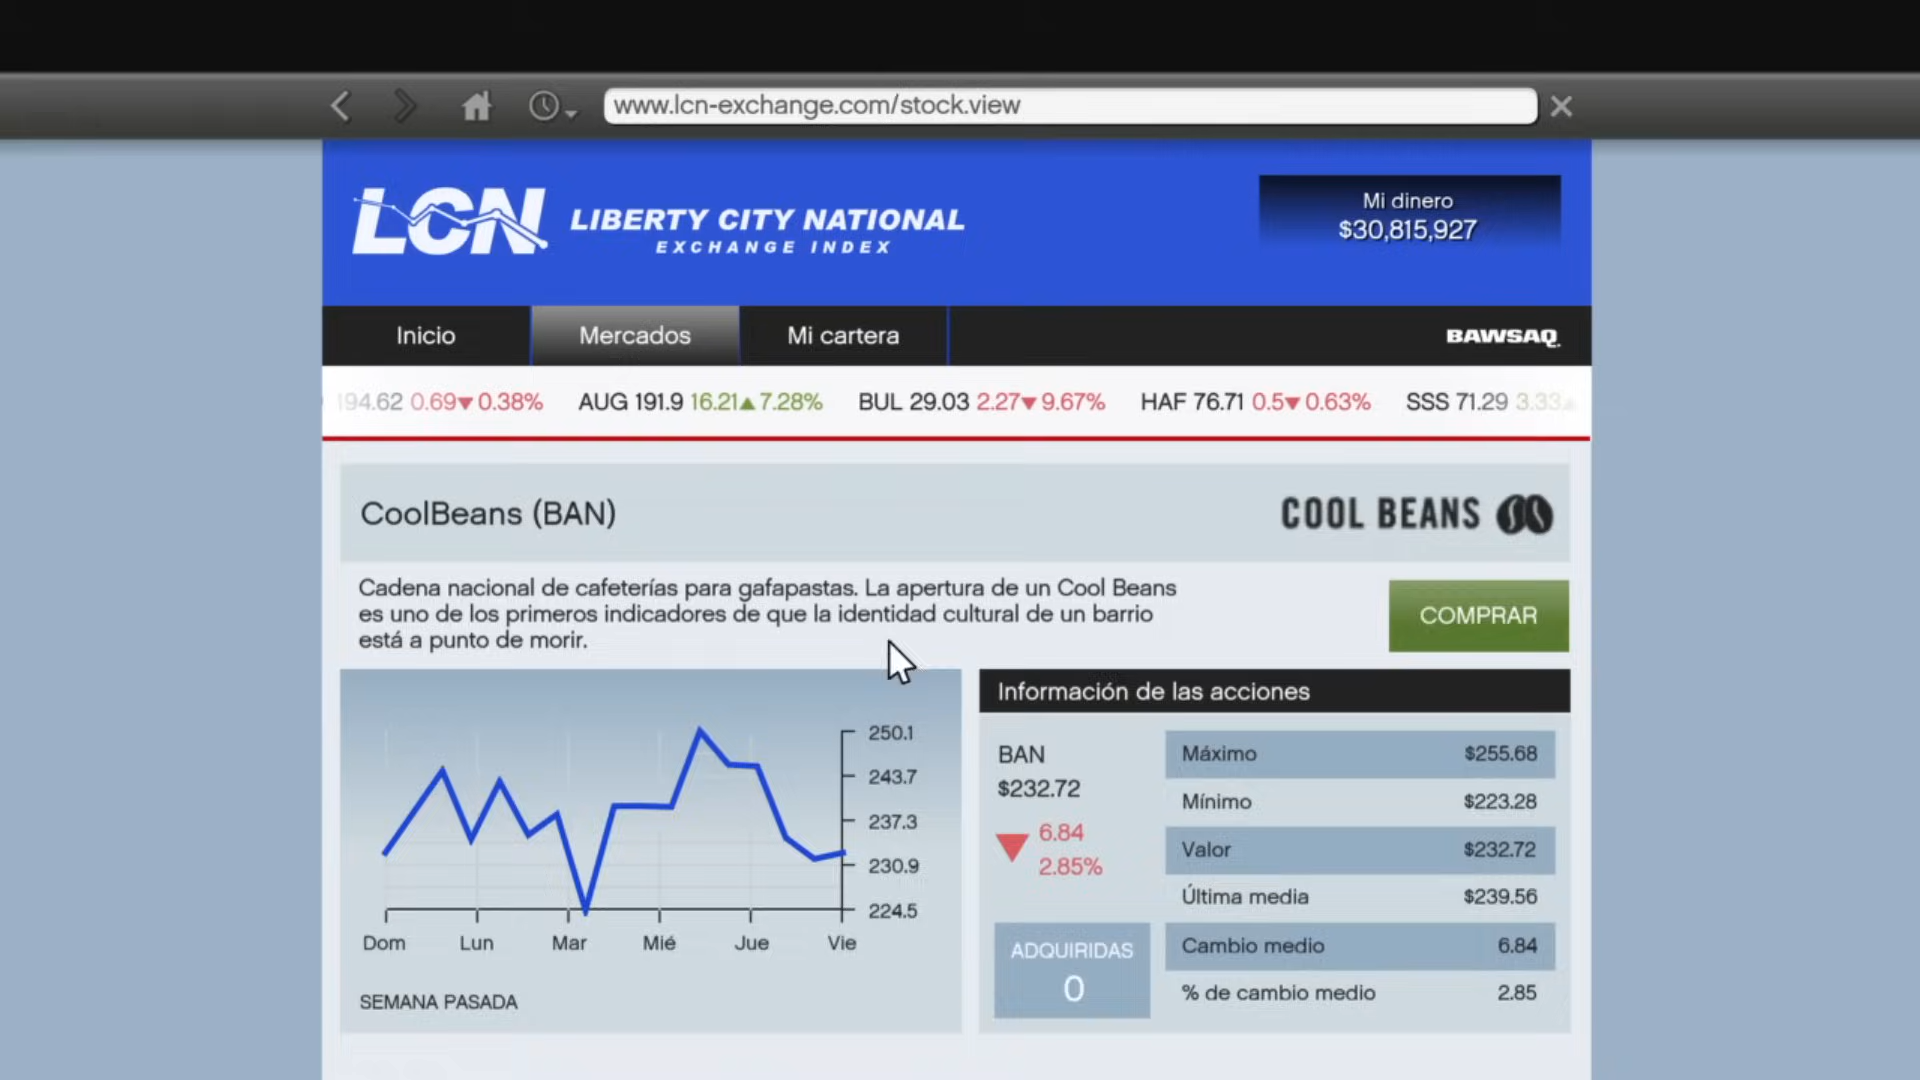 www.lcn-exchange.com/stock.view
LCN
LIBERTY CITY NATIONAL
EXCHANGE INDEX
Mi dinero
$30,815,927
Inicio
Mercados
Mi cartera
BAWSAQ
194.62 0.69▼0.38% AUG 191.9 16.21▲7.28% BUL 29.03 2.27▼9.67% HAF 76.71 0.5▼0.63% SSS 71.29 3.33▲
CoolBeans (BAN)
COOL BEANS
Cadena nacional de cafeterías para gafapastas. La apertura de un Cool Beans
es uno de los primeros indicadores de que la identidad cultural de un barrio
está a punto de morir.
COMPRAR
250.1
243.7
237.3
230.9
224.5
Dom Lun Mar Mié Jue Vie
SEMANA PASADA
Información de las acciones
BAN
$232.72
6.84
2.85%
ADQUIRIDAS
0
Máximo $255.68
Mínimo $223.28
Valor $232.72
Última media $239.56
Cambio medio 6.84
% de cambio medio 2.85